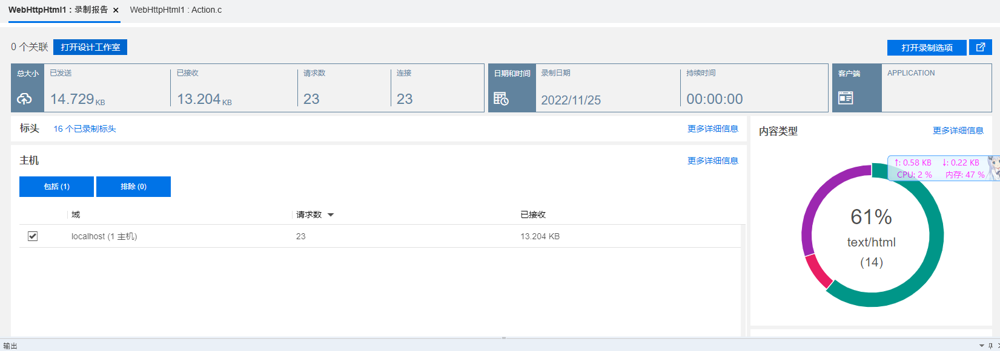 WebHttpHtml1 : 录制报告 × WebHttpHtml1 : Action.c
0 个关联 打开设计工作室 打开录制选项
总大小 已发送 已接收 请求数 连接 日期和时间 录制日期 持续时间 客户端 APPLICATION
14.729 KB 13.204 KB 23 23 2022/11/25 00:00:00
标头 16 个已录制标头 更多详细信息
内容类型 更多详细信息
主机 更多详细信息
包括 (1) 排除 (0)
域 请求数 已接收
localhost (1 主机) 23 13.204 KB
↑: 0.58 KB ↓: 0.22 KB
CPU: 2 % 内存: 47 %
61%
text/html
(14)
输出